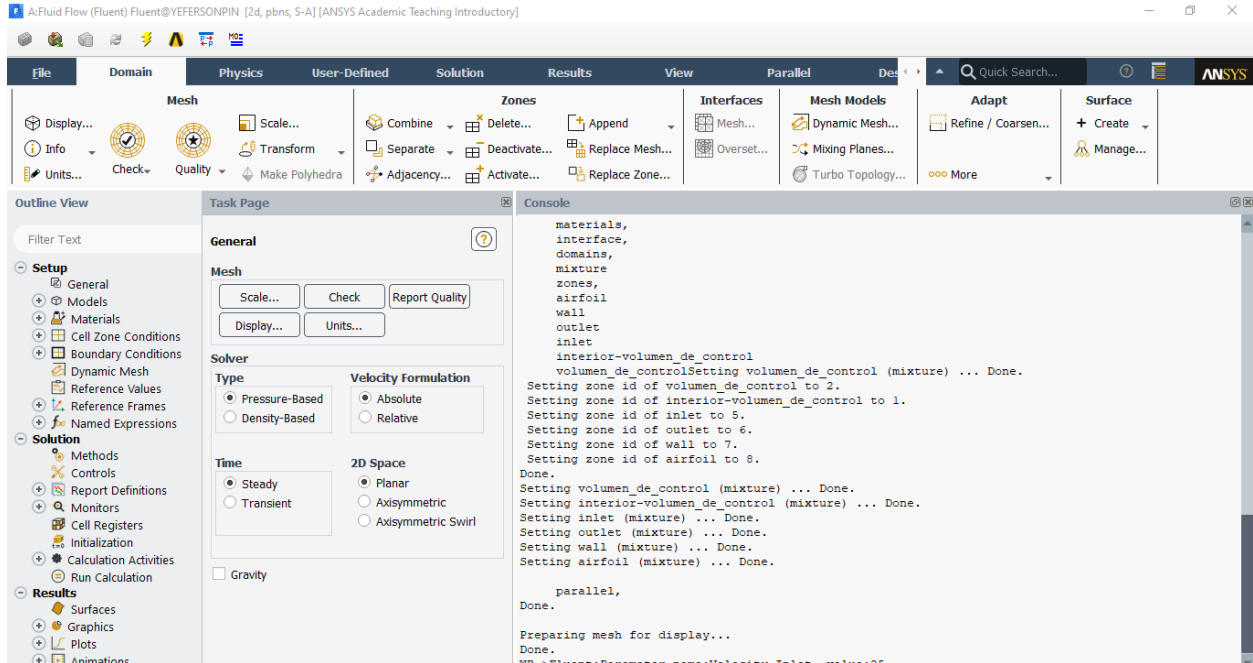 A:Fluid Flow (Fluent) Fluent@YEFERSONPIN [2d, pbns, S-A] [ANSYS Academic Teaching Introductory]
File Domain Physics User-Defined Solution Results View Parallel Des Quick Search... ANSYS
Mesh Zones Interfaces Mesh Models Adapt Surface
Display... Scale... Combine Delete... Append Mesh... Dynamic Mesh... Refine / Coarsen... + Create
Info Transform Separate Deactivate... Replace Mesh... Overset... Mixing Planes... Manage...
Units... Check Quality Make Polyhedra Adjacency... Activate... Replace Zone... Turbo Topology... More
Outline View
Filter Text
Setup
General
Models
Materials
Cell Zone Conditions
Boundary Conditions
Dynamic Mesh
Reference Values
Reference Frames
Named Expressions
Solution
Methods
Controls
Report Definitions
Monitors
Cell Registers
Initialization
Calculation Activities
Run Calculation
Results
Surfaces
Graphics
Plots
Animations
Task Page
General
Mesh
Scale... Check Report Quality
Display... Units...
Solver
Type Velocity Formulation
Pressure-Based Absolute
Density-Based Relative
Time 2D Space
Steady Planar
Transient Axisymmetric
Axisymmetric Swirl
Gravity
Console
materials,
interface,
domains,
mixture
zones,
airfoil
wall
outlet
inlet
interior-volumen_de_control
volumen_de_controlSetting volumen_de_control (mixture) ... Done.
Setting zone id of volumen_de_control to 2.
Setting zone id of interior-volumen_de_control to 1.
Setting zone id of inlet to 5.
Setting zone id of outlet to 6.
Setting zone id of wall to 7.
Setting zone id of airfoil to 8.
Done.
Setting volumen_de_control (mixture) ... Done.
Setting interior-volumen_de_control (mixture) ... Done.
Setting inlet (mixture) ... Done.
Setting outlet (mixture) ... Done.
Setting wall (mixture) ... Done.
Setting airfoil (mixture) ... Done.
parallel,
Done.
Preparing mesh for display...
Done.